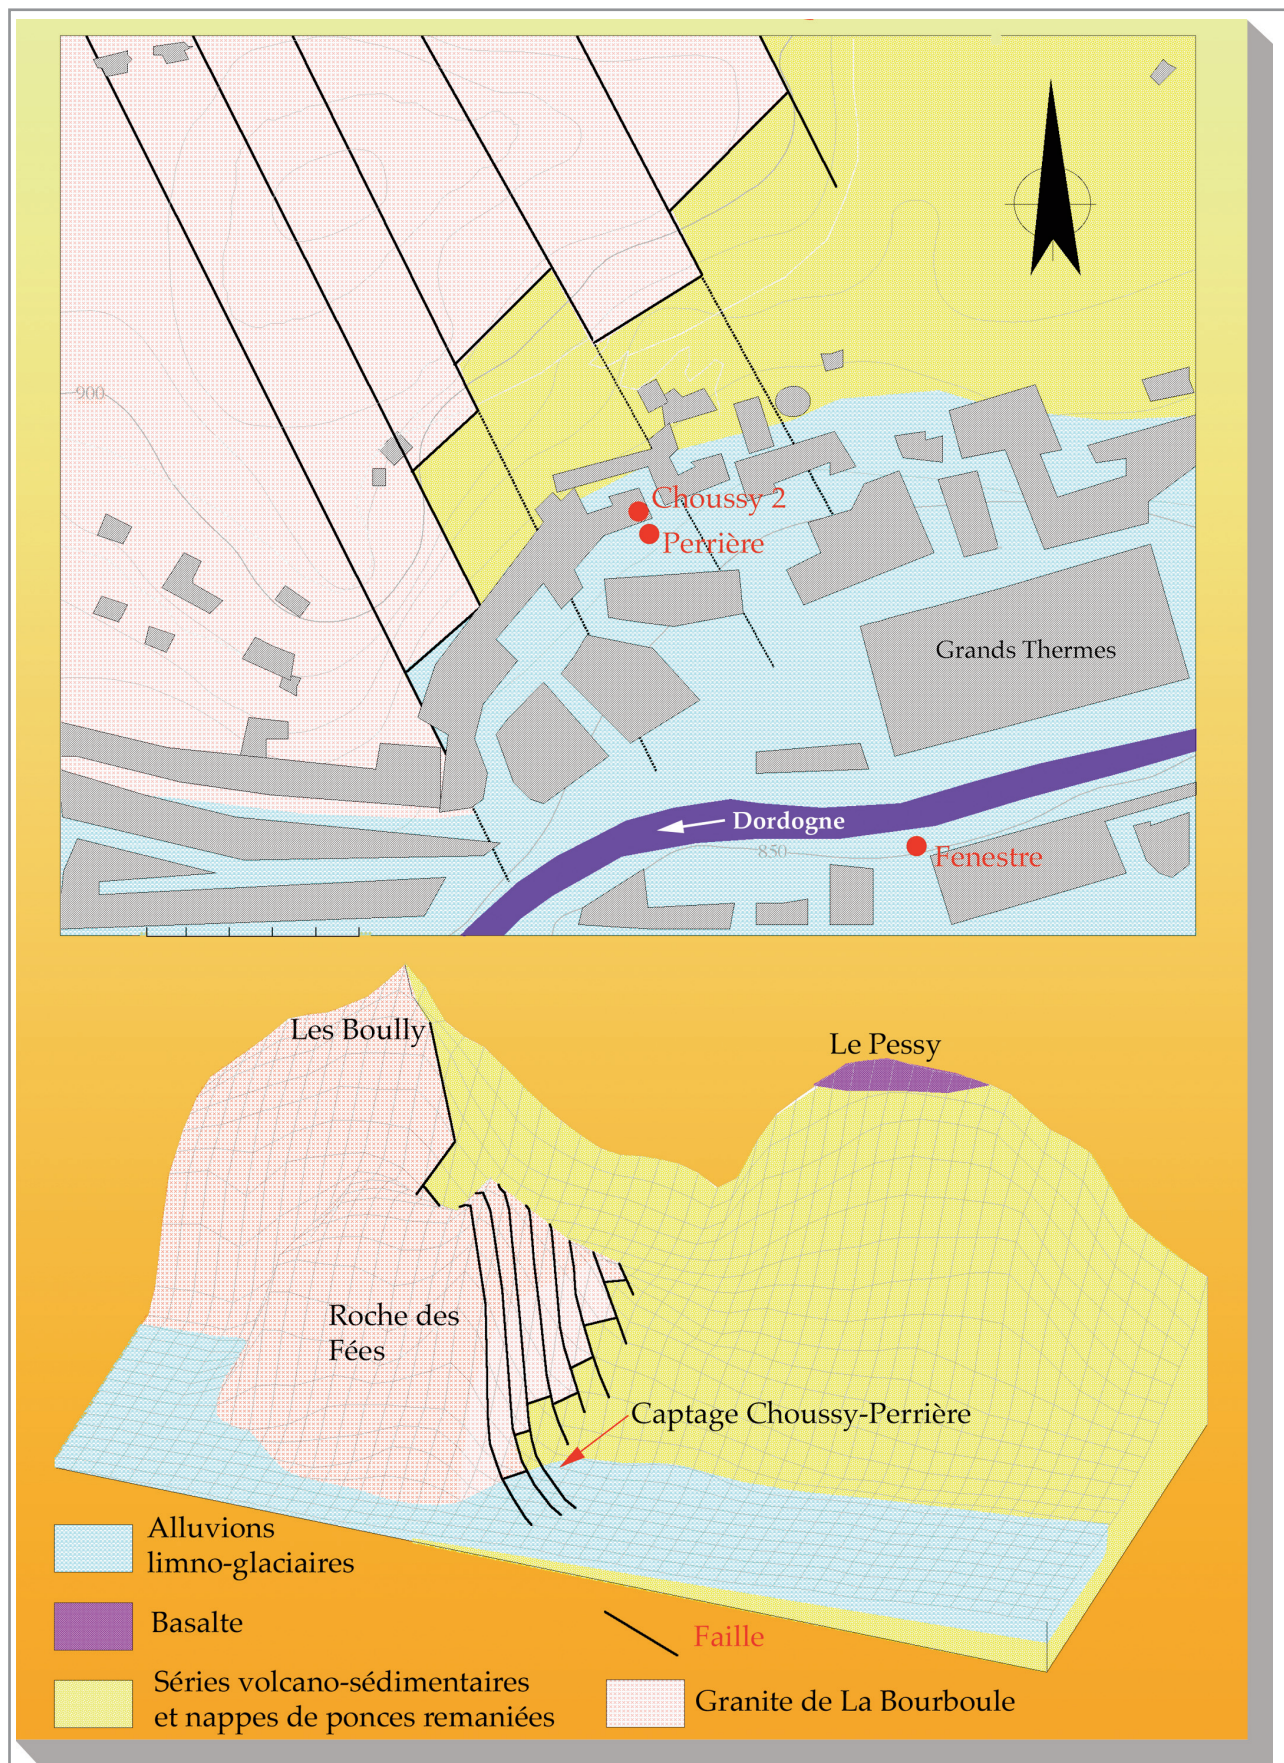 900
Choussy 2
Perrière
Grands Thermes
Dordogne
850
Fenestre
Les Boully
Le Pessy
Roche des
Fées
Captage Choussy-Perrière
Alluvions
limno-glaciaires
Basalte
Faille
Séries volcano-sédimentaires
et nappes de ponces remaniées
Granite de La Bourboule